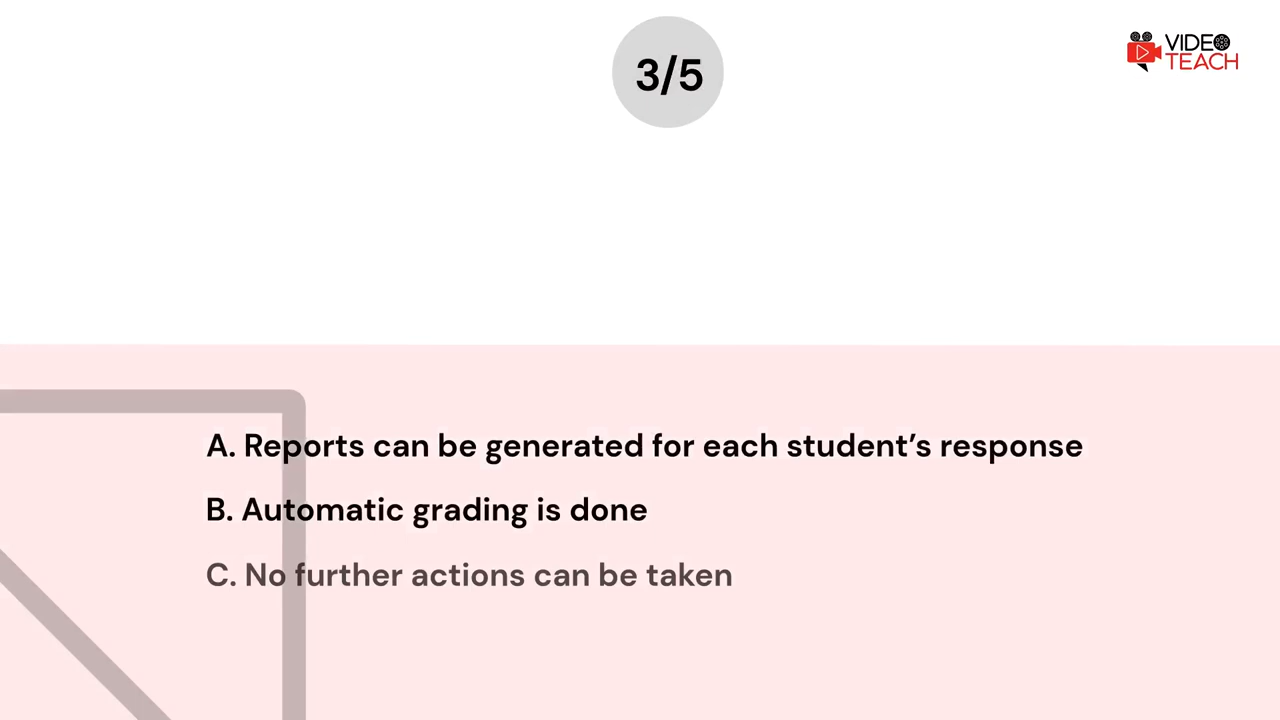 3/5
VIDEO
TEACH
A. Reports can be generated for each student’s response
B. Automatic grading is done
C. No further actions can be taken